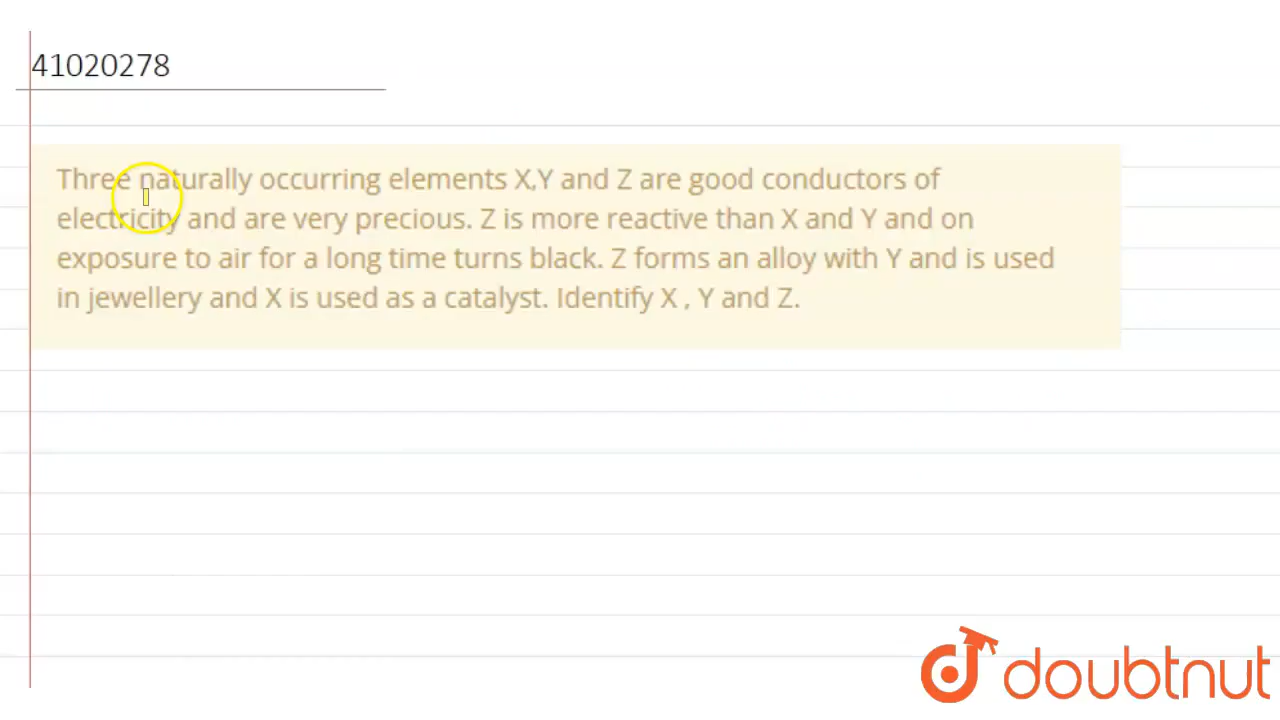 41020278
Three naturally occurring elements X,Y and Z are good conductors of
electricity and are very precious. Z is more reactive than X and Y and on
exposure to air for a long time turns black. Z forms an alloy with Y and is used
in jewellery and X is used as a catalyst. Identify X , Y and Z.
doubtnut